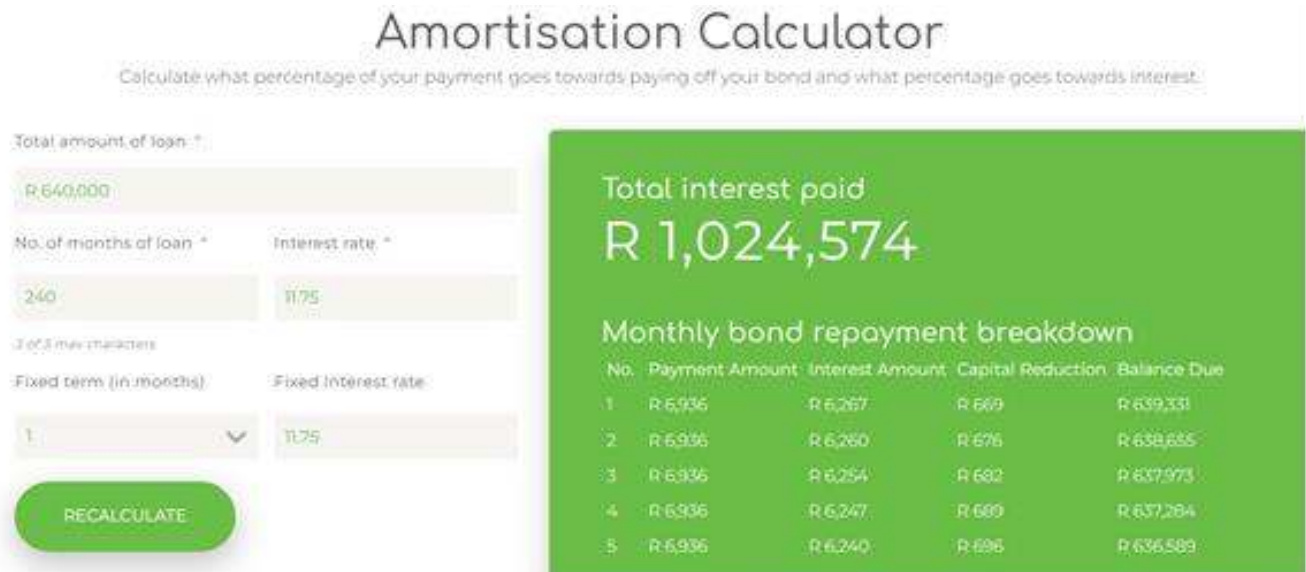 Amortisation Calculator
Calculate what percentage of your payment goes towards paying off your bond and what percentage goes towards interest.
Total amount of loan *
R 640,000
No. of months of loan *
Interest rate *
240
11.75
3 of 3 max characters
Fixed term (in months)
Fixed Interest rate
1
11.75
RECALCULATE
Total interest paid
R 1,024,574
Monthly bond repayment breakdown
No. Payment Amount Interest Amount Capital Reduction Balance Due
1 R 6,936 R 6,267 R 669 R 639,331
2 R 6,936 R 6,260 R 676 R 638,655
3 R 6,936 R 6,254 R 682 R 637,973
4 R 6,936 R 6,247 R 689 R 637,284
5 R 6,936 R 6,240 R 696 R 636,589